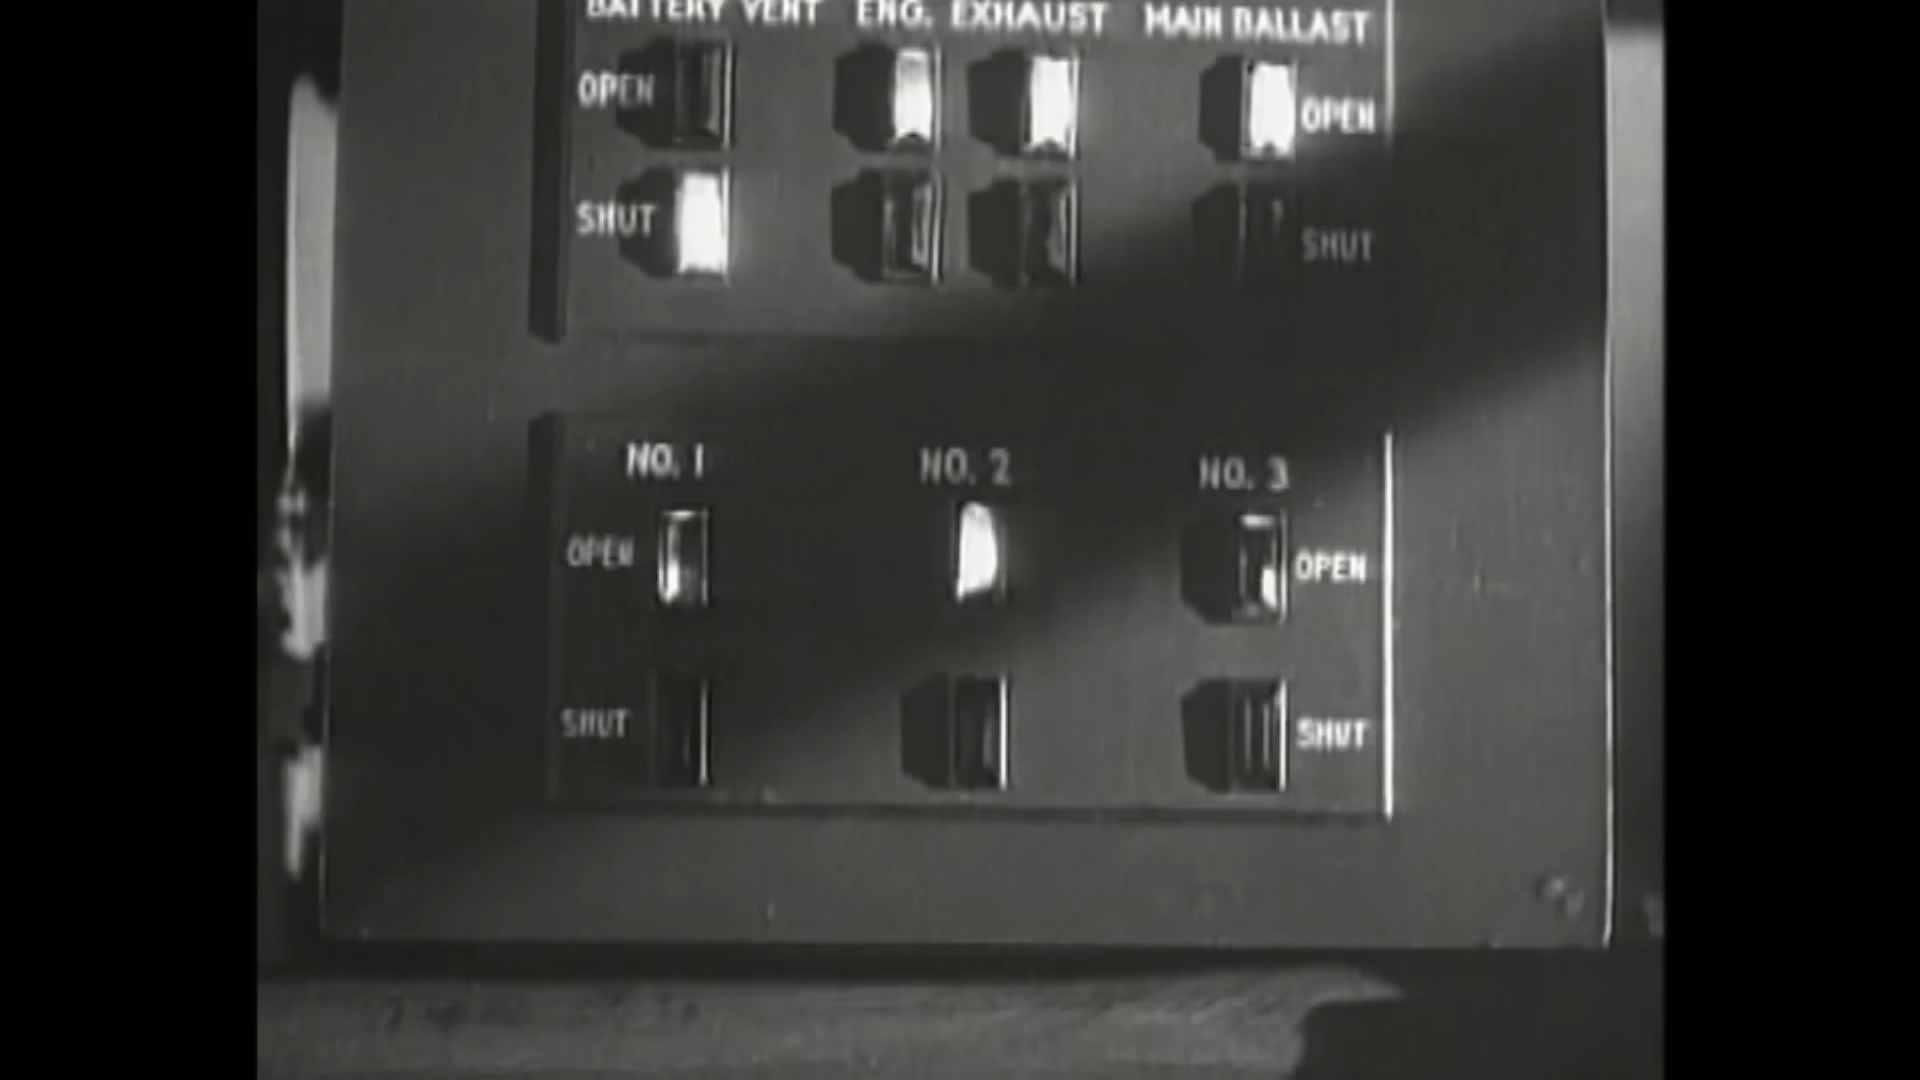 BATTERY VENT ENG. EXHAUST MAIN BALLAST
OPEN OPEN
SHUT SHUT
NO. 1 NO. 2 NO. 3
OPEN OPEN
SHUT SHUT